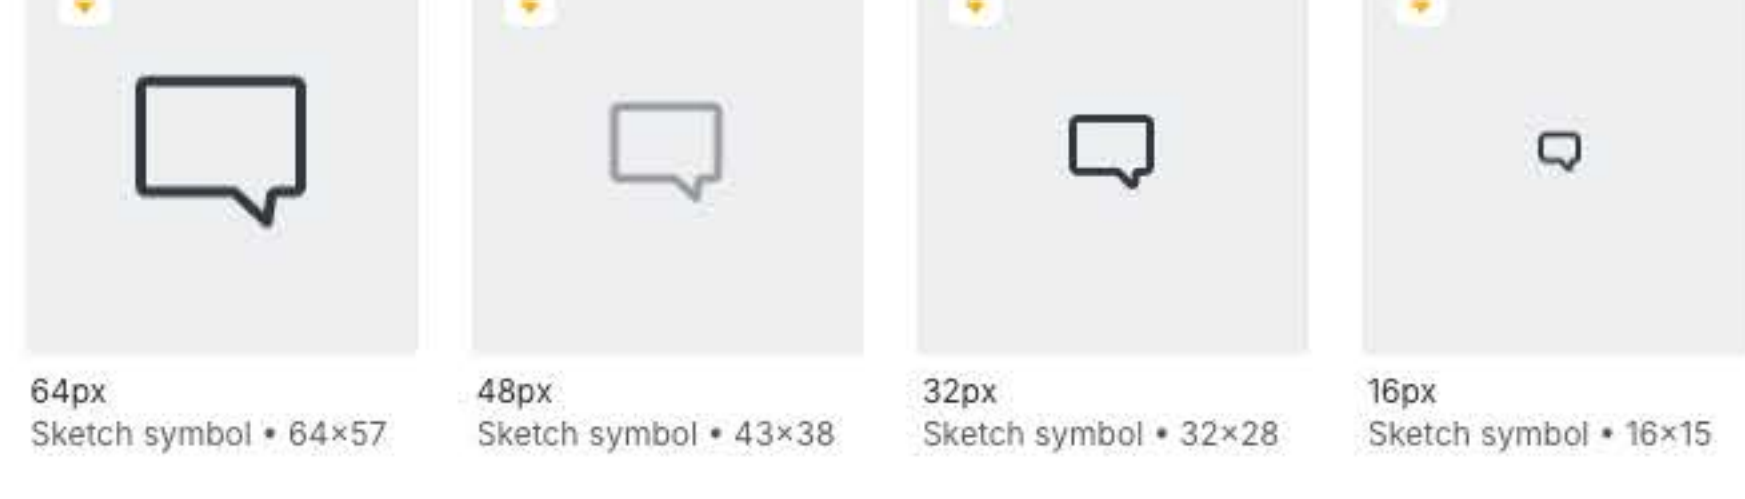 64px
Sketch symbol • 64×57
48px
Sketch symbol • 43×38
32px
Sketch symbol • 32×28
16px
Sketch symbol • 16×15